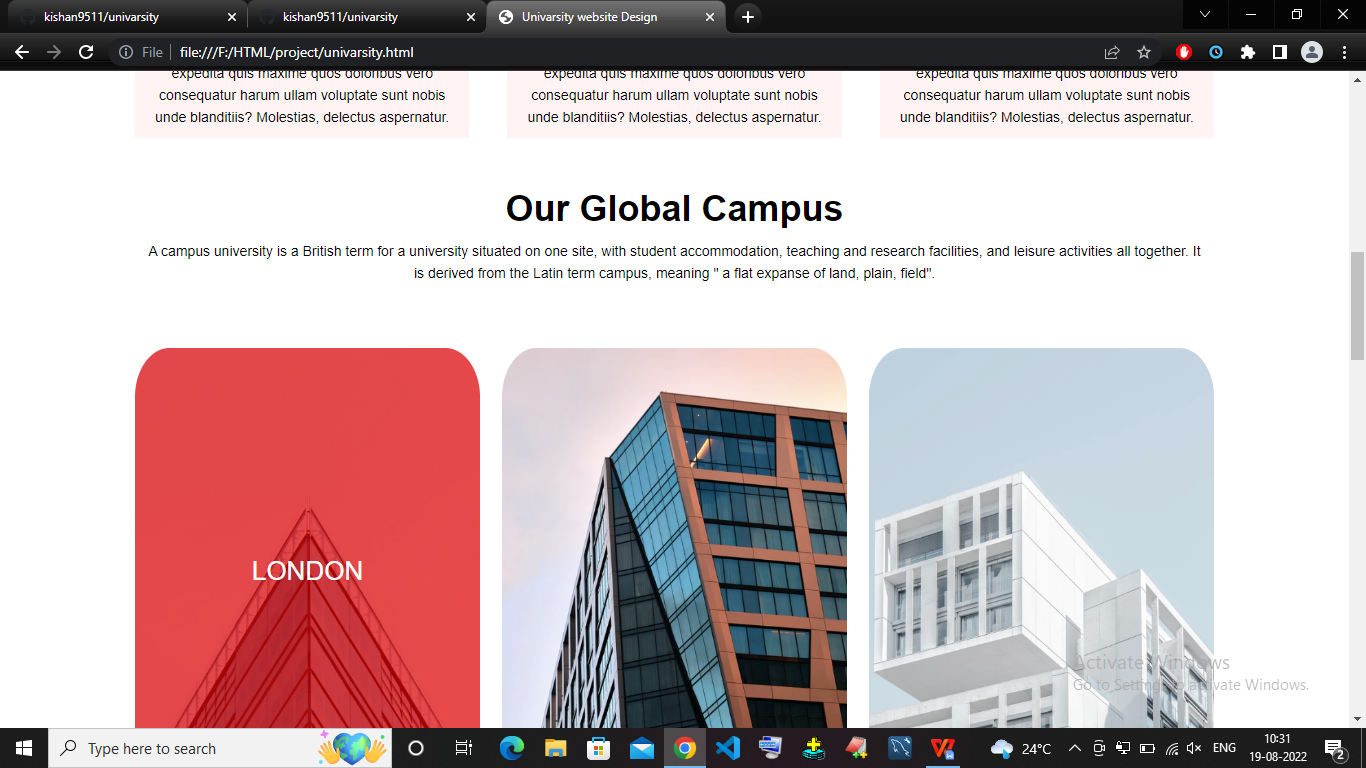 kishan9511/univarsity
kishan9511/univarsity
Univarsity website Design
File
file:///F:/HTML/project/univarsity.html
expedita quis maxime quos doloribus vero
consequatur harum ullam voluptate sunt nobis
unde blanditiis? Molestias, delectus aspernatur.
expedita quis maxime quos doloribus vero
consequatur harum ullam voluptate sunt nobis
unde blanditiis? Molestias, delectus aspernatur.
expedita quis maxime quos doloribus vero
consequatur harum ullam voluptate sunt nobis
unde blanditiis? Molestias, delectus aspernatur.
Our Global Campus
A campus university is a British term for a university situated on one site, with student accommodation, teaching and research facilities, and leisure activities all together. It
is derived from the Latin term campus, meaning " a flat expanse of land, plain, field".
LONDON
Activate Windows
Go to Settings to activate Windows.
Type here to search
24°C
ENG
10:31
19-08-2022
2